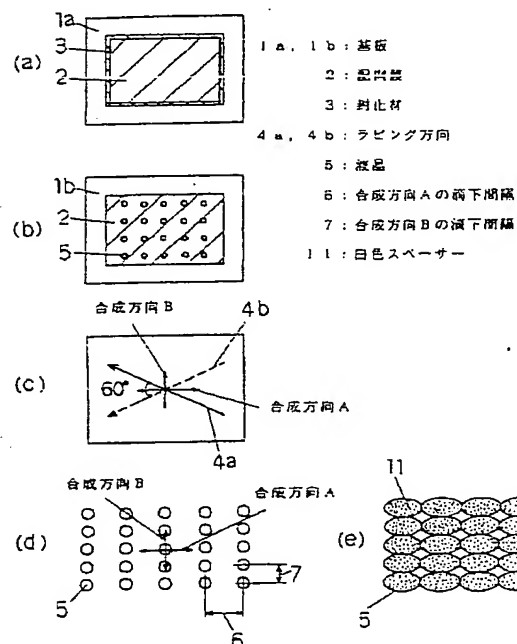 (a)
1a
3
2
1a, 1b:基板
2:配向膜
3:封止材
4a, 4b:ラビング方向
5:液晶
6:合成方向Aの滴下間隔
7:合成方向Bの滴下間隔
11:白色スペーサー
(b)
1b
2
5
(c)
合成方向B
4b
60°
合成方向A
4a
(d)
合成方向B
合成方向A
5
7
6
(e)
11
5